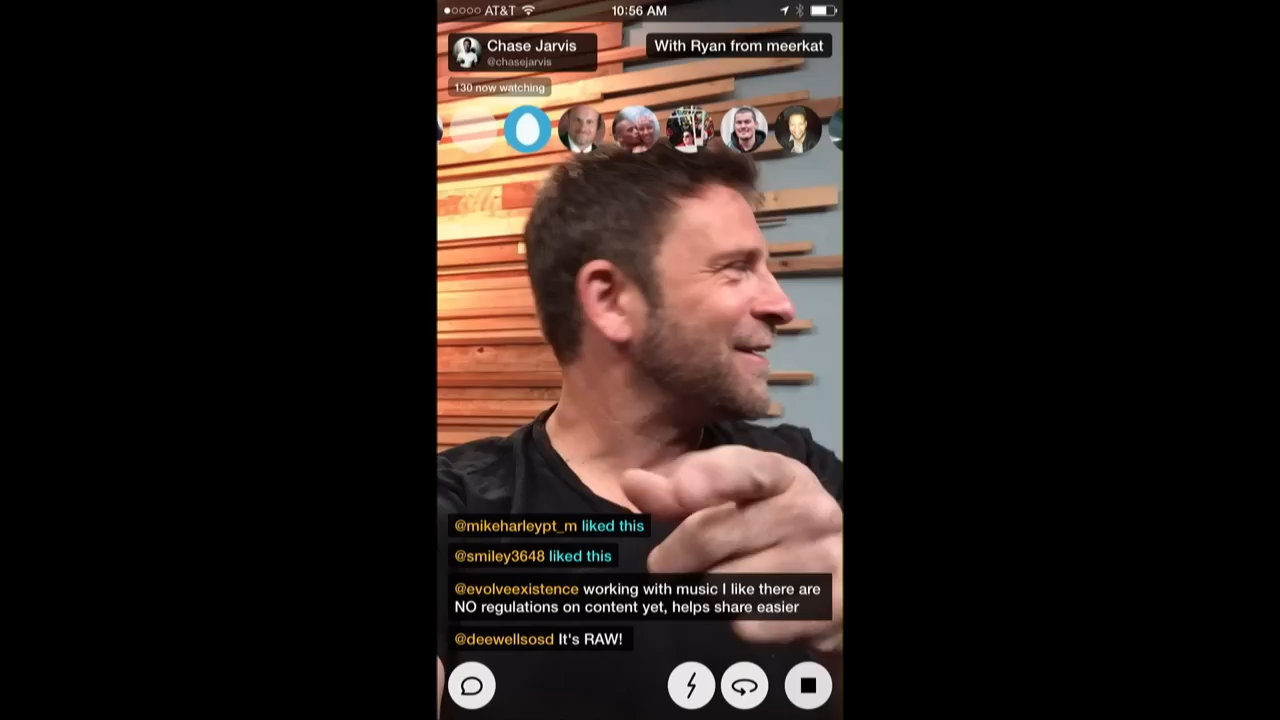 AT&T 10:56 AM
Chase Jarvis
@chasejarvis
With Ryan from meerkat
130 now watching
@mikeharleypt_m liked this
@smiley3648 liked this
@evolveexistence working with music I like there are
NO regulations on content yet, helps share easier
@deewellsosd It's RAW!